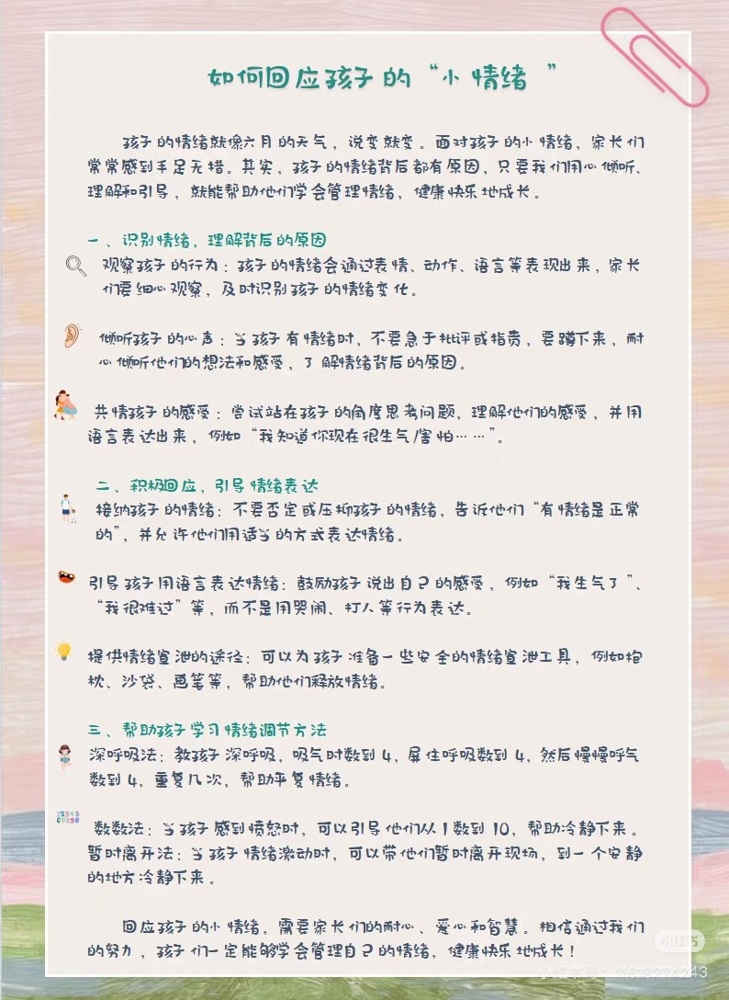 如何回应孩子的“小情绪”
孩子的情绪就像六月的天气，说变就变。面对孩子的小情绪，家长们
常常感到手足无措。其实，孩子的情绪背后都有原因，只要我们用心倾听、
理解和引导，就能帮助他们学会管理情绪，健康快乐地成长。
一、识别情绪，理解背后的原因
观察孩子的行为：孩子的情绪会通过表情、动作、语言等表现出来，家长
们要细心观察，及时识别孩子的情绪变化。
倾听孩子的心声：当孩子有情绪时，不要急于批评或指责，要蹲下来，耐
心倾听他们的想法和感受，了解情绪背后的原因。
共情孩子的感受：尝试站在孩子的角度思考问题，理解他们的感受，并用
语言表达出来，例如“我知道你现在很生气/害怕……”。
二、积极回应，引导情绪表达
接纳孩子的情绪：不要否定或压抑孩子的情绪，告诉他们“有情绪是正常
的”，并允许他们用适当的方式表达情绪。
引导孩子用语言表达情绪：鼓励孩子说出自己的感受，例如“我生气了”、
“我很难过”等，而不是用哭闹、打人等行为表达。
提供情绪宣泄的途径：可以为孩子准备一些安全的情绪宣泄工具，例如抱
枕、沙袋、画笔等，帮助他们释放情绪。
三、帮助孩子学习情绪调节方法
深呼吸法：教孩子深呼吸，吸气时数到4，屏住呼吸数到4，然后慢慢呼气
数到4，重复几次，帮助平复情绪。
12345
67890
数数法：当孩子感到愤怒时，可以引导他们从1数到10，帮助冷静下来。
暂时离开法：当孩子情绪激动时，可以带他们暂时离开现场，到一个安静
的地方冷静下来。
回应孩子的小情绪，需要家长们的耐心、爱心和智慧。相信通过我们
的努力，孩子们一定能够学会管理自己的情绪，健康快乐地成长！
小红书
小红书号：11618274243